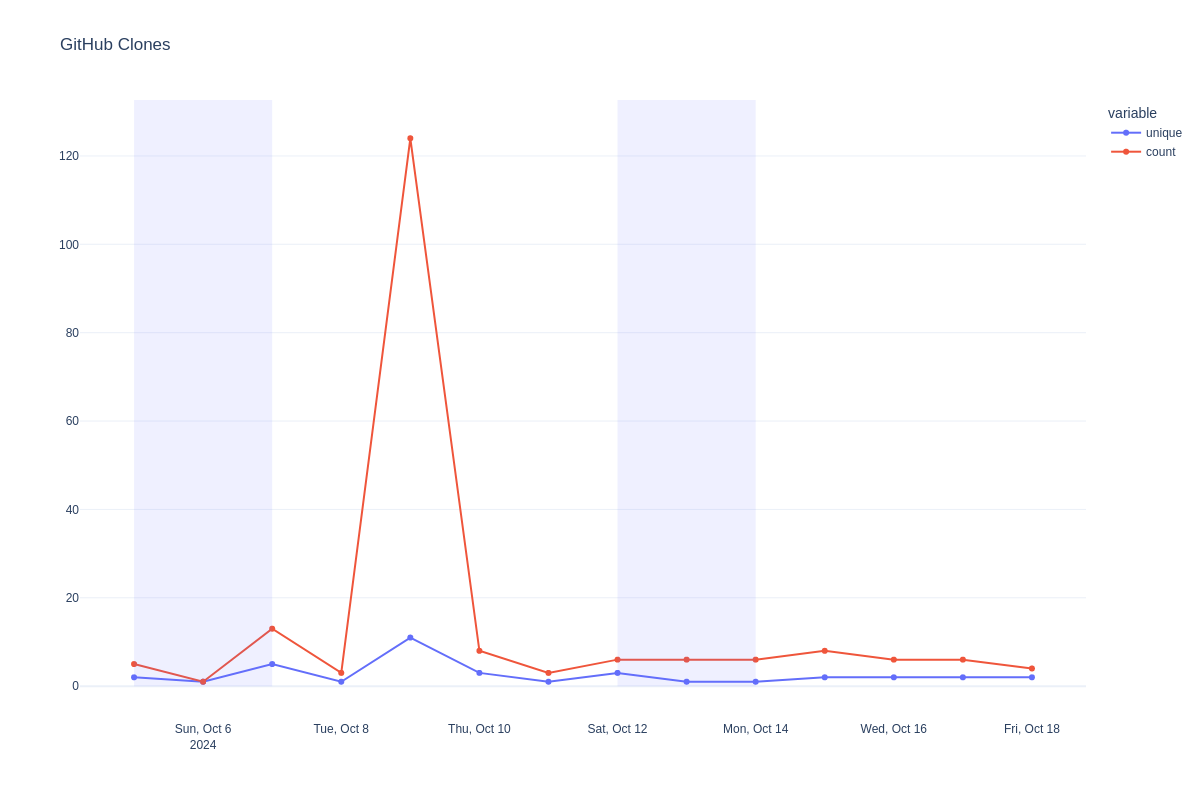 GitHub Clones
variable
unique
count
120
100
80
60
40
20
0
Sun, Oct 6
2024
Tue, Oct 8
Thu, Oct 10
Sat, Oct 12
Mon, Oct 14
Wed, Oct 16
Fri, Oct 18